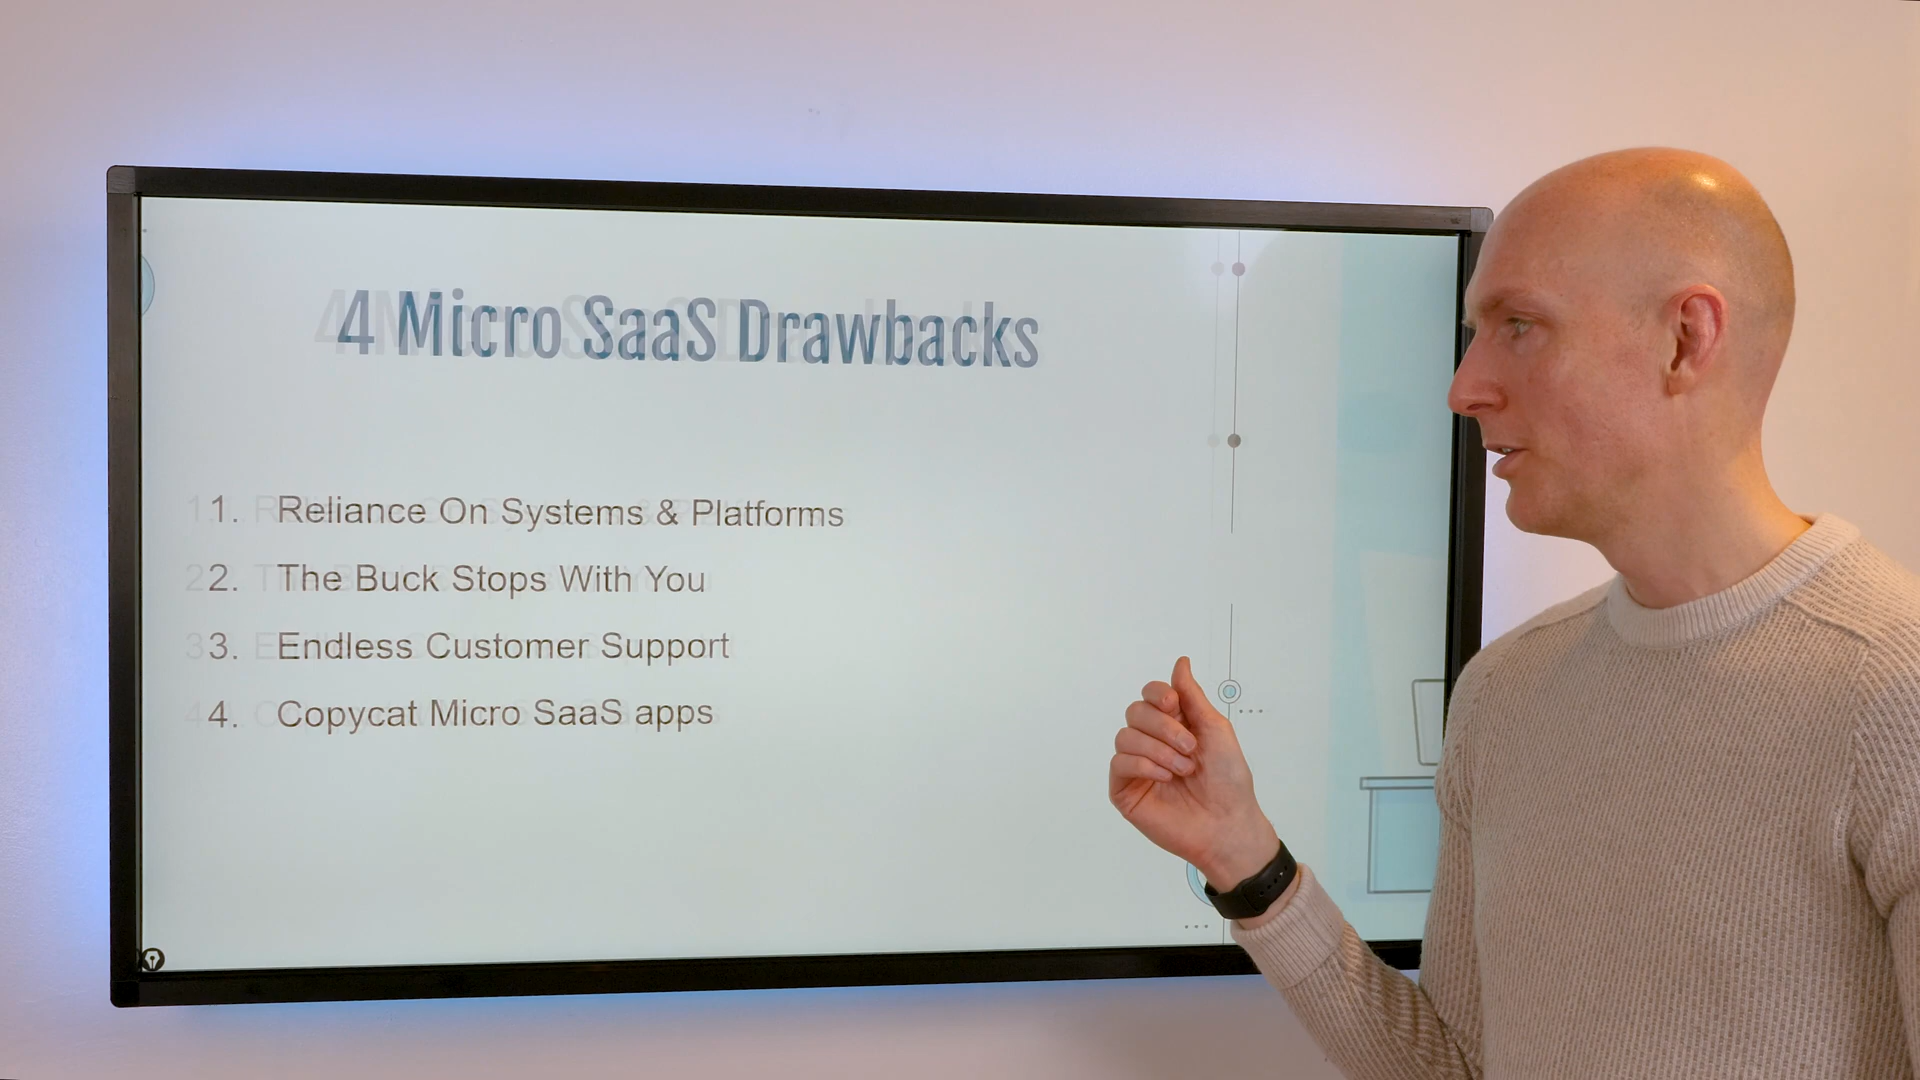 4 Micro SaaS Drawbacks
1. Reliance On Systems & Platforms
2. The Buck Stops With You
3. Endless Customer Support
4. Copycat Micro SaaS apps